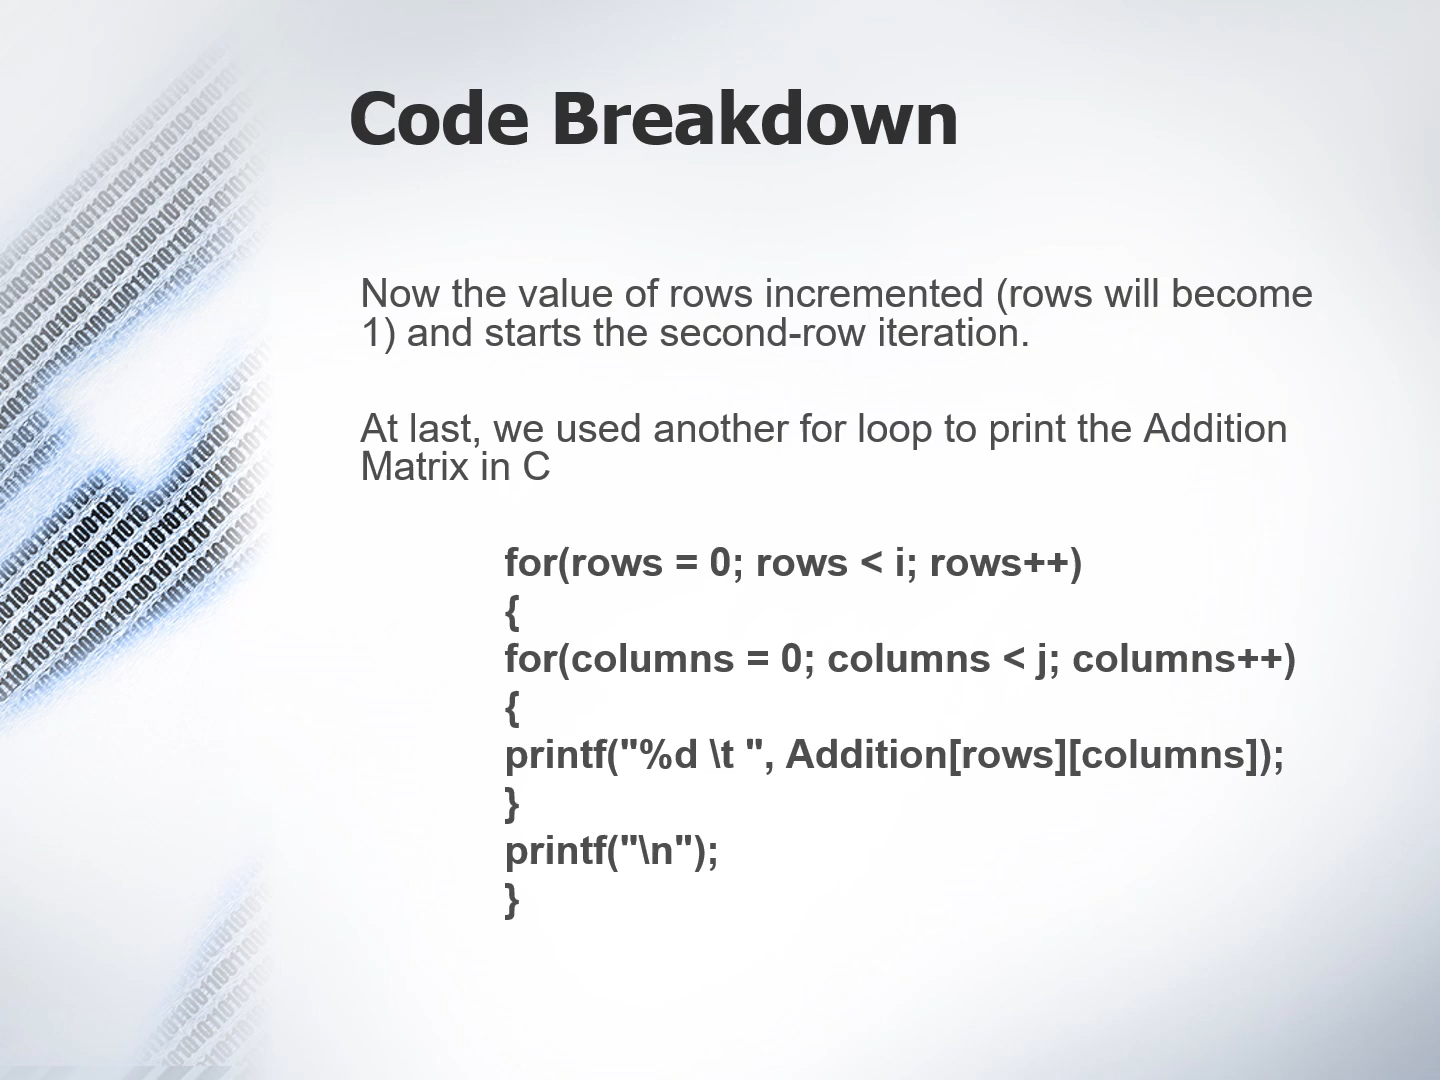 Code Breakdown
Now the value of rows incremented (rows will become
1) and starts the second-row iteration.
At last, we used another for loop to print the Addition
Matrix in C
for(rows = 0; rows < i; rows++)
{
for(columns = 0; columns < j; columns++)
{
printf("%d \t ", Addition[rows][columns]);
}
printf("\n");
}